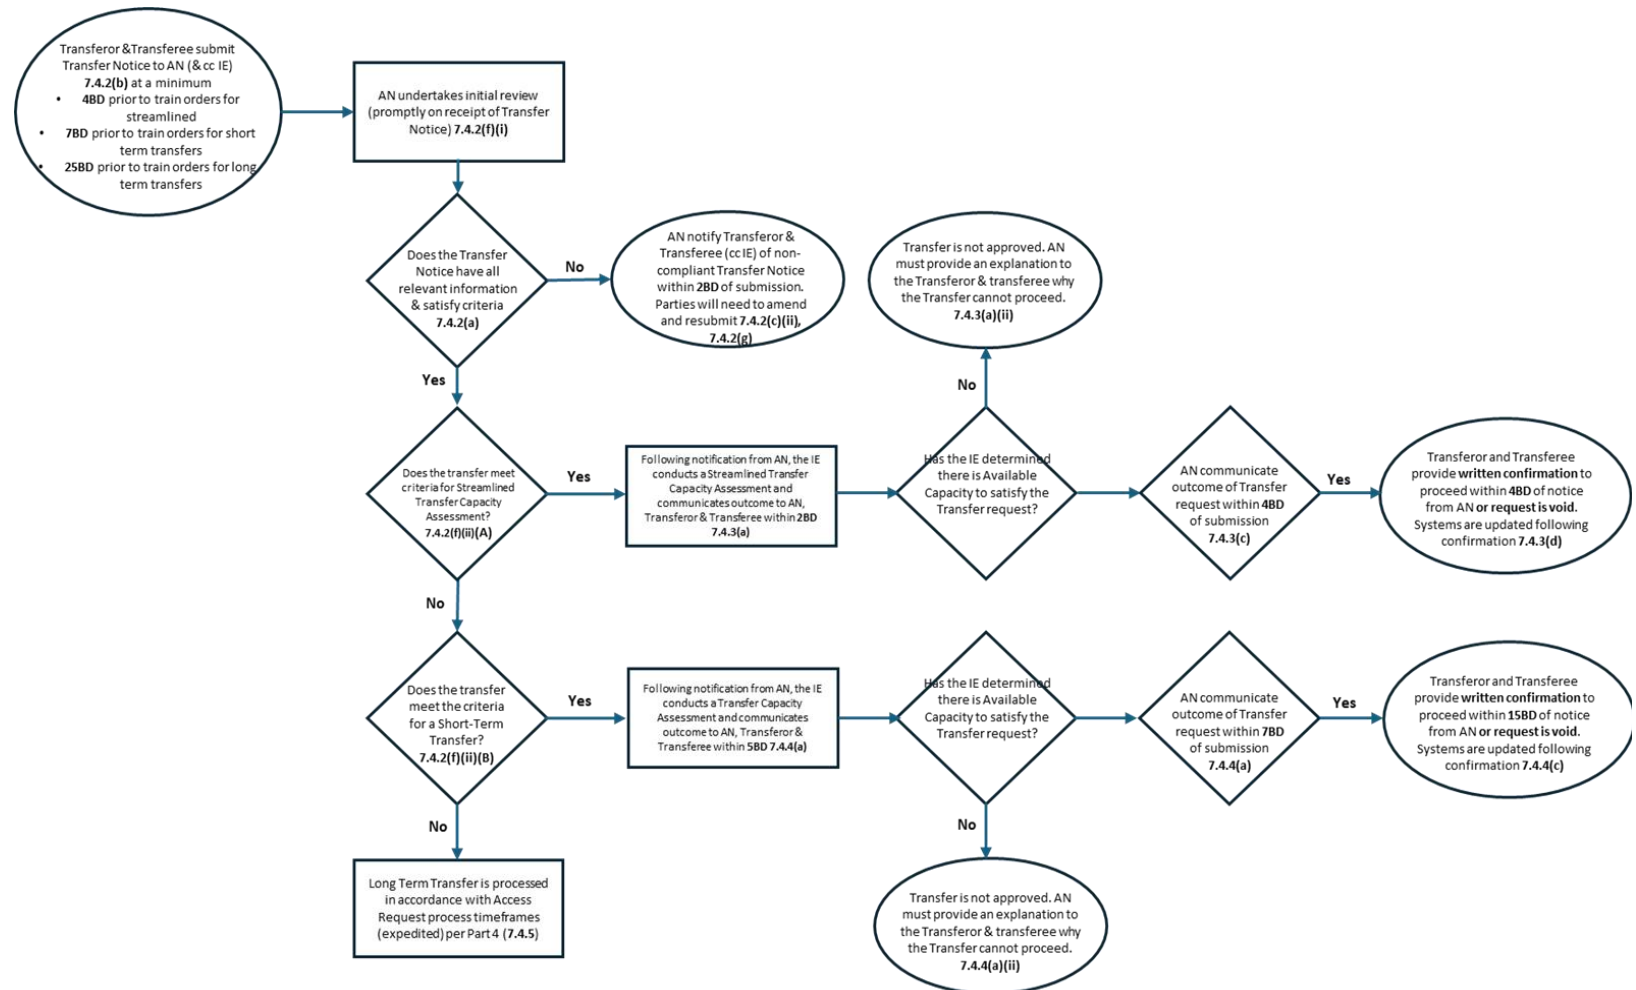 Transferor &Transferee submit
Transfer Notice to AN (& cc IE)
7.4.2(b) at a minimum
• 4BD prior to train orders for
streamlined
• 7BD prior to train orders for short
term transfers
• 25BD prior to train orders for long
term transfers
AN undertakes initial review
(promptly on receipt of Transfer
Notice) 7.4.2(f)(i)
Does the Transfer
Notice have all
relevant information
& satisfy criteria
7.4.2(a)
No
AN notify Transferor &
Transferee (cc IE) of non-
compliant Transfer Notice
within 2BD of submission.
Parties will need to amend
and resubmit 7.4.2(c)(ii),
7.4.2(g)
Transfer is not approved. AN
must provide an explanation to
the Transferor & transferee why
the Transfer cannot proceed.
7.4.3(a)(ii)
Yes
No
Does the transfer meet
criteria for Streamlined
Transfer Capacity
Assessment?
7.4.2(f)(ii)(A)
Yes
Following notification from AN, the IE
conducts a Streamlined Transfer
Capacity Assessment and
communicates outcome to AN,
Transferor & Transferee within 2BD
7.4.3(a)
Has the IE determined
there is Available
Capacity to satisfy the
Transfer request?
AN communicate
outcome of Transfer
request within 4BD
of submission
7.4.3(c)
Yes
Transferor and Transferee
provide written confirmation to
proceed within 4BD of notice
from AN or request is void.
Systems are updated following
confirmation 7.4.3(d)
No
Does the transfer
meet the criteria
for a Short-Term
Transfer?
7.4.2(f)(ii)(B)
Yes
Following notification from AN, the IE
conducts a Transfer Capacity
Assessment and communicates
outcome to AN, Transferor &
Transferee within 5BD 7.4.4(a)
Has the IE determined
there is Available
Capacity to satisfy the
Transfer request?
AN communicate
outcome of Transfer
request within 7BD
of submission
7.4.4(a)
Yes
Transferor and Transferee
provide written confirmation to
proceed within 15BD of notice
from AN or request is void.
Systems are updated following
confirmation 7.4.4(c)
No
No
Long Term Transfer is processed
in accordance with Access
Request process timeframes
(expedited) per Part 4 (7.4.5)
Transfer is not approved. AN
must provide an explanation to
the Transferor & transferee why
the Transfer cannot proceed.
7.4.4(a)(ii)